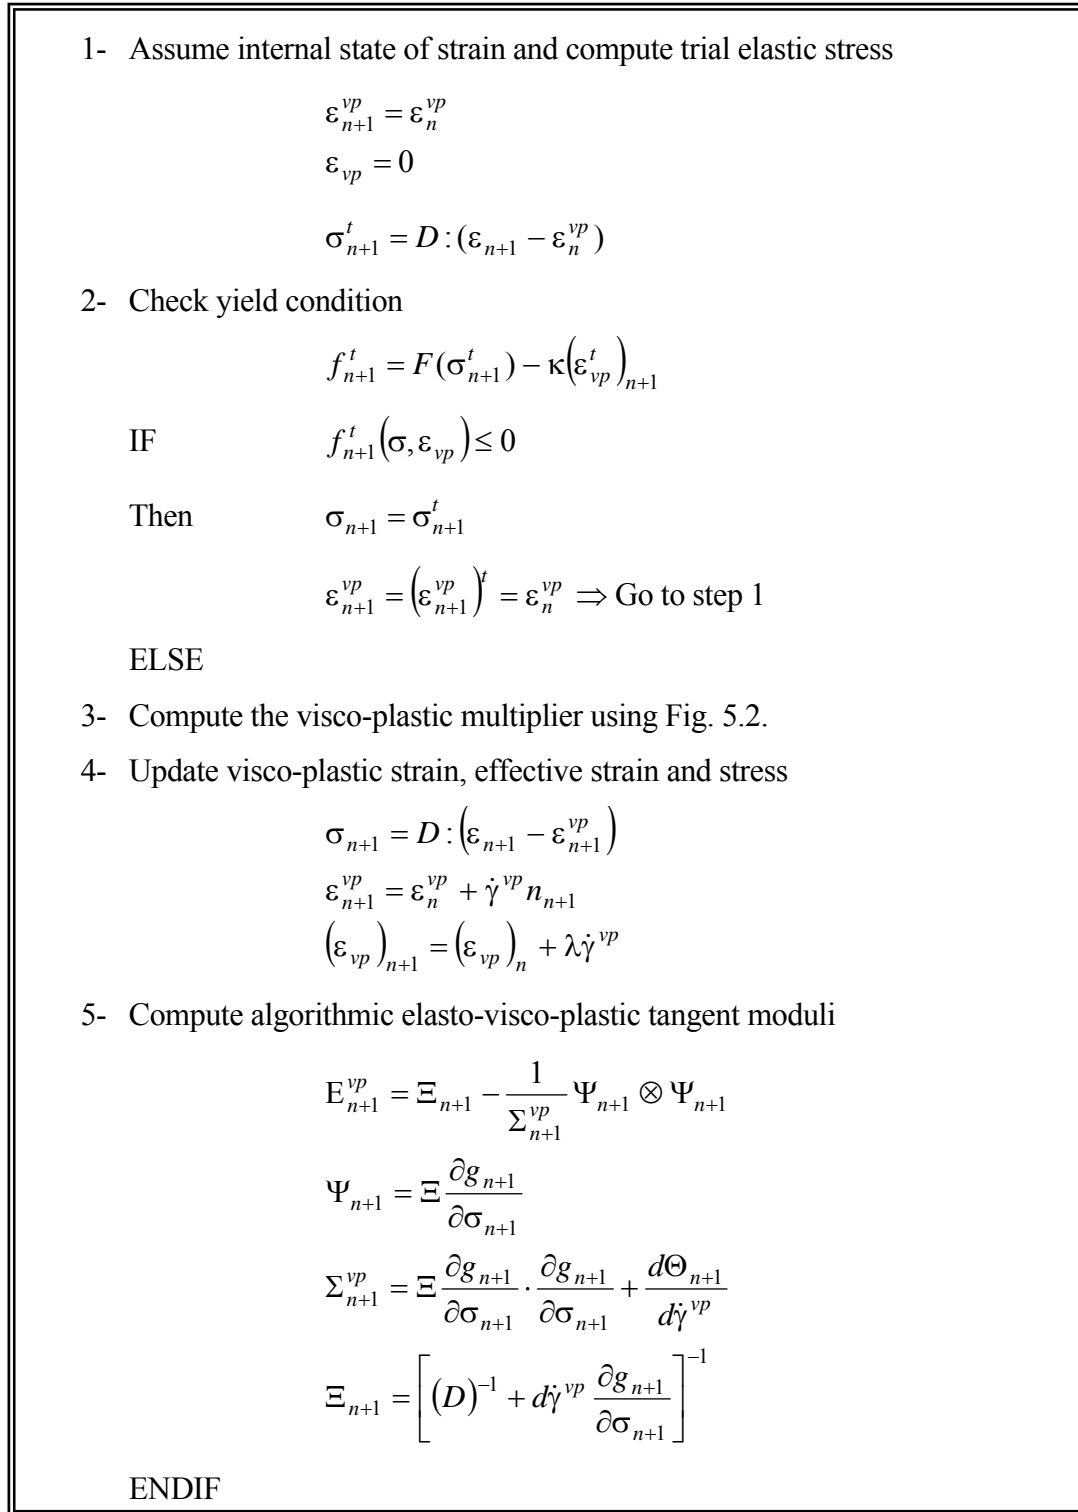 1- Assume internal state of strain and compute trial elastic stress
ε^{vp}_{n+1} = ε^{vp}_n
ε_{vp} = 0
σ^t_{n+1} = D : (ε_{n+1} − ε^{vp}_n)
2- Check yield condition
f^t_{n+1} = F(σ^t_{n+1}) − κ(ε^t_{vp})_{n+1}
IF f^t_{n+1}(σ, ε_{vp}) ≤ 0
Then σ_{n+1} = σ^t_{n+1}
ε^{vp}_{n+1} = (ε^{vp}_{n+1})^t = ε^{vp}_n ⇒ Go to step 1
ELSE
3- Compute the visco-plastic multiplier using Fig. 5.2.
4- Update visco-plastic strain, effective strain and stress
σ_{n+1} = D : (ε_{n+1} − ε^{vp}_{n+1})
ε^{vp}_{n+1} = ε^{vp}_n + γ̇^{vp} n_{n+1}
(ε_{vp})_{n+1} = (ε_{vp})_n + λγ̇^{vp}
5- Compute algorithmic elasto-visco-plastic tangent moduli
Ε^{vp}_{n+1} = Ξ_{n+1} − \frac{1}{Σ^{vp}_{n+1}} Ψ_{n+1} ⊗ Ψ_{n+1}
Ψ_{n+1} = Ξ \frac{∂g_{n+1}}{∂σ_{n+1}}
Σ^{vp}_{n+1} = Ξ \frac{∂g_{n+1}}{∂σ_{n+1}} · \frac{∂g_{n+1}}{∂σ_{n+1}} + \frac{dΘ_{n+1}}{dγ̇^{vp}}
Ξ_{n+1} = [(D)^{−1} + dγ̇^{vp} \frac{∂g_{n+1}}{∂σ_{n+1}}]^{−1}
ENDIF